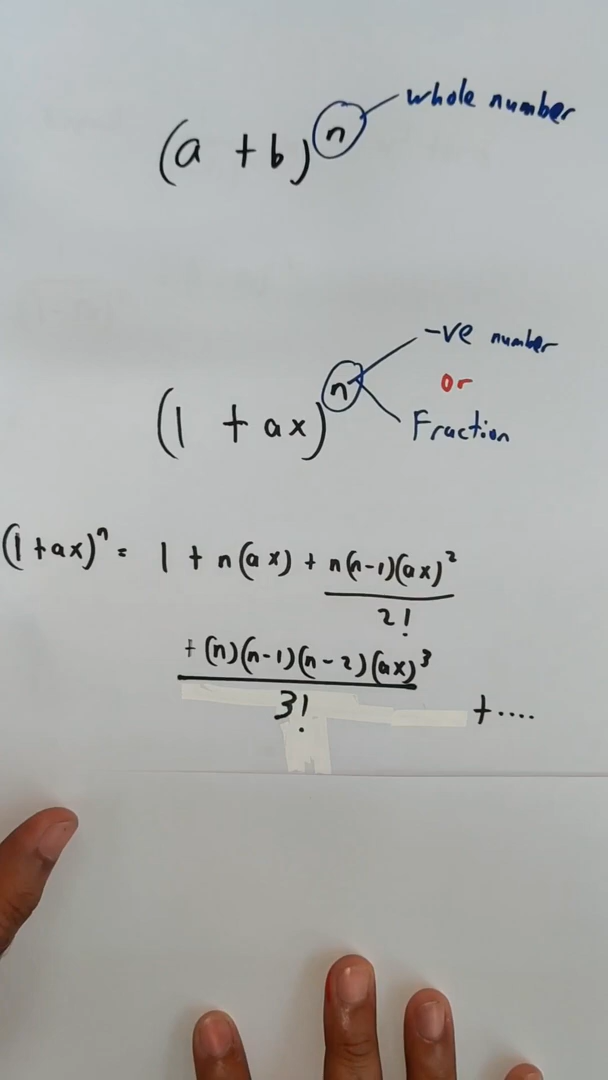 (a + b)^n whole number
-ve number
or
(1 + ax)^n Fraction
(1 + ax)^n = 1 + n(ax) + n(n-1)(ax)^2 / 2!
+ (n)(n-1)(n-2)(ax)^3 / 3! + ....